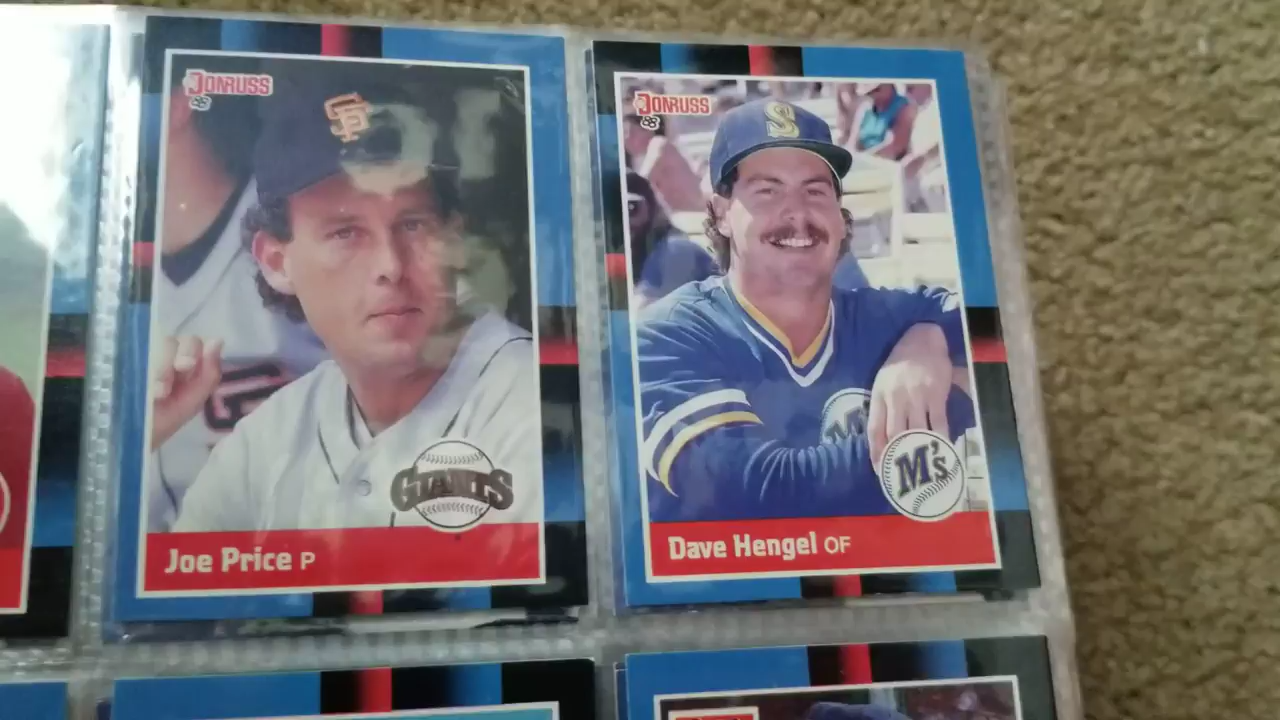 DONRUSS
88
SF
GIANTS
Joe Price P
DONRUSS
88
S
M's
M's
Dave Hengel OF